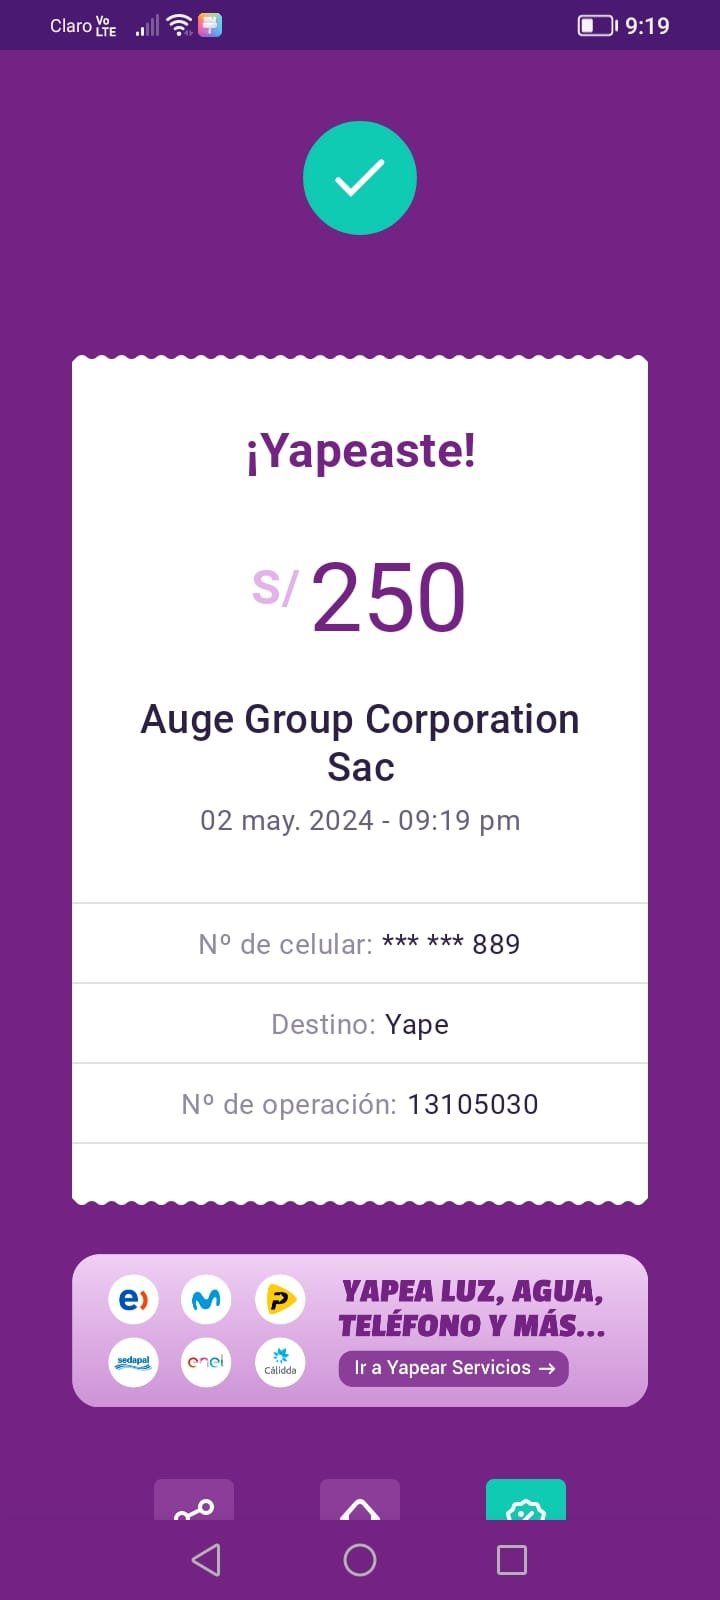 Claro Vo LTE 9:19
¡Yapeaste!
S/ 250
Auge Group Corporation
Sac
02 may. 2024 - 09:19 pm
Nº de celular: *** *** 889
Destino: Yape
Nº de operación: 13105030
e)
P
sedapal
enel
Cálidda
YAPEA LUZ, AGUA,
TELÉFONO Y MÁS...
Ir a Yapear Servicios →